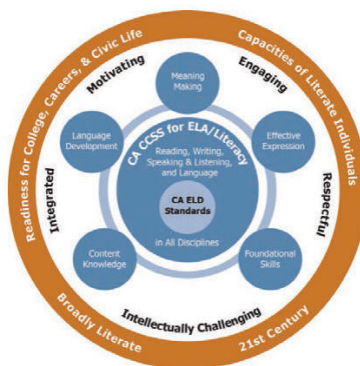 Readiness for College, Careers, & Civic Life
Capacities of Literate Individuals
Motivating
Engaging
Meaning
Making
Language
Development
Effective
Expression
CA CCSS for ELA/Literacy
Reading, Writing,
Speaking & Listening,
and Language
CA ELD
Standards
in All Disciplines
Integrated
Respectful
Content
Knowledge
Foundational
Skills
Intellectually Challenging
Broadly Literate
21st Century